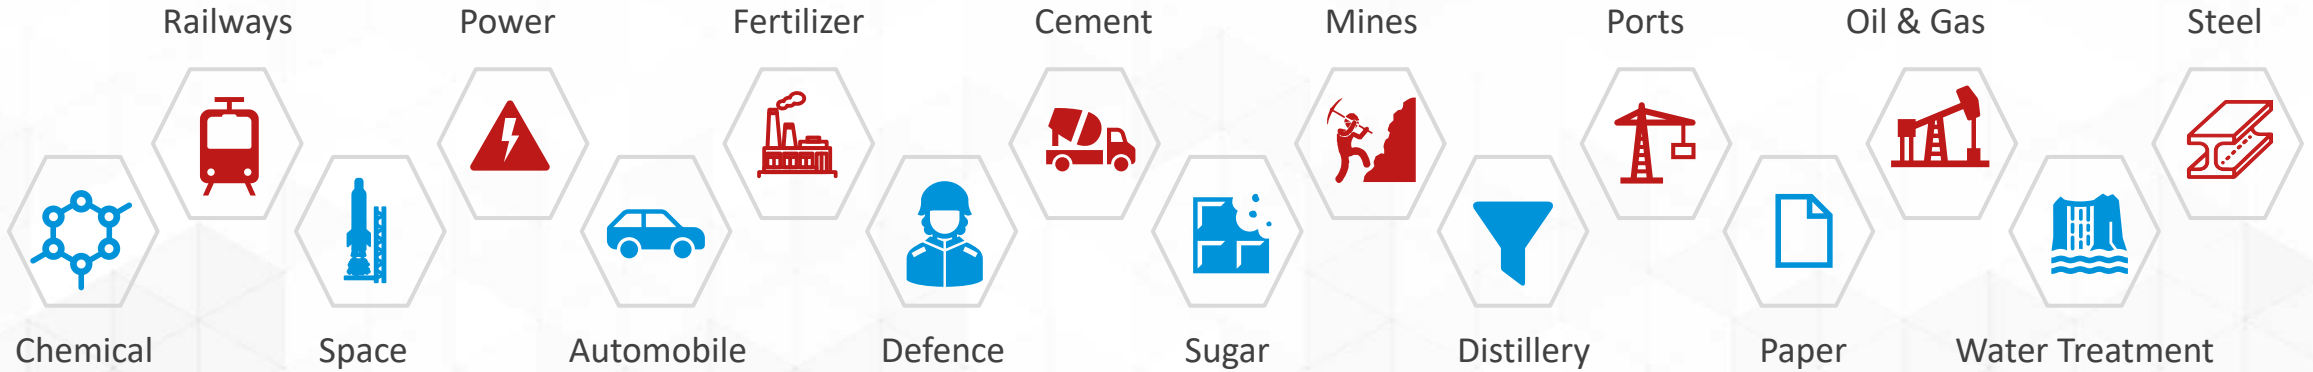 Railways
Power
Fertilizer
Cement
Mines
Ports
Oil & Gas
Steel
Chemical
Space
Automobile
Defence
Sugar
Distillery
Paper
Water Treatment